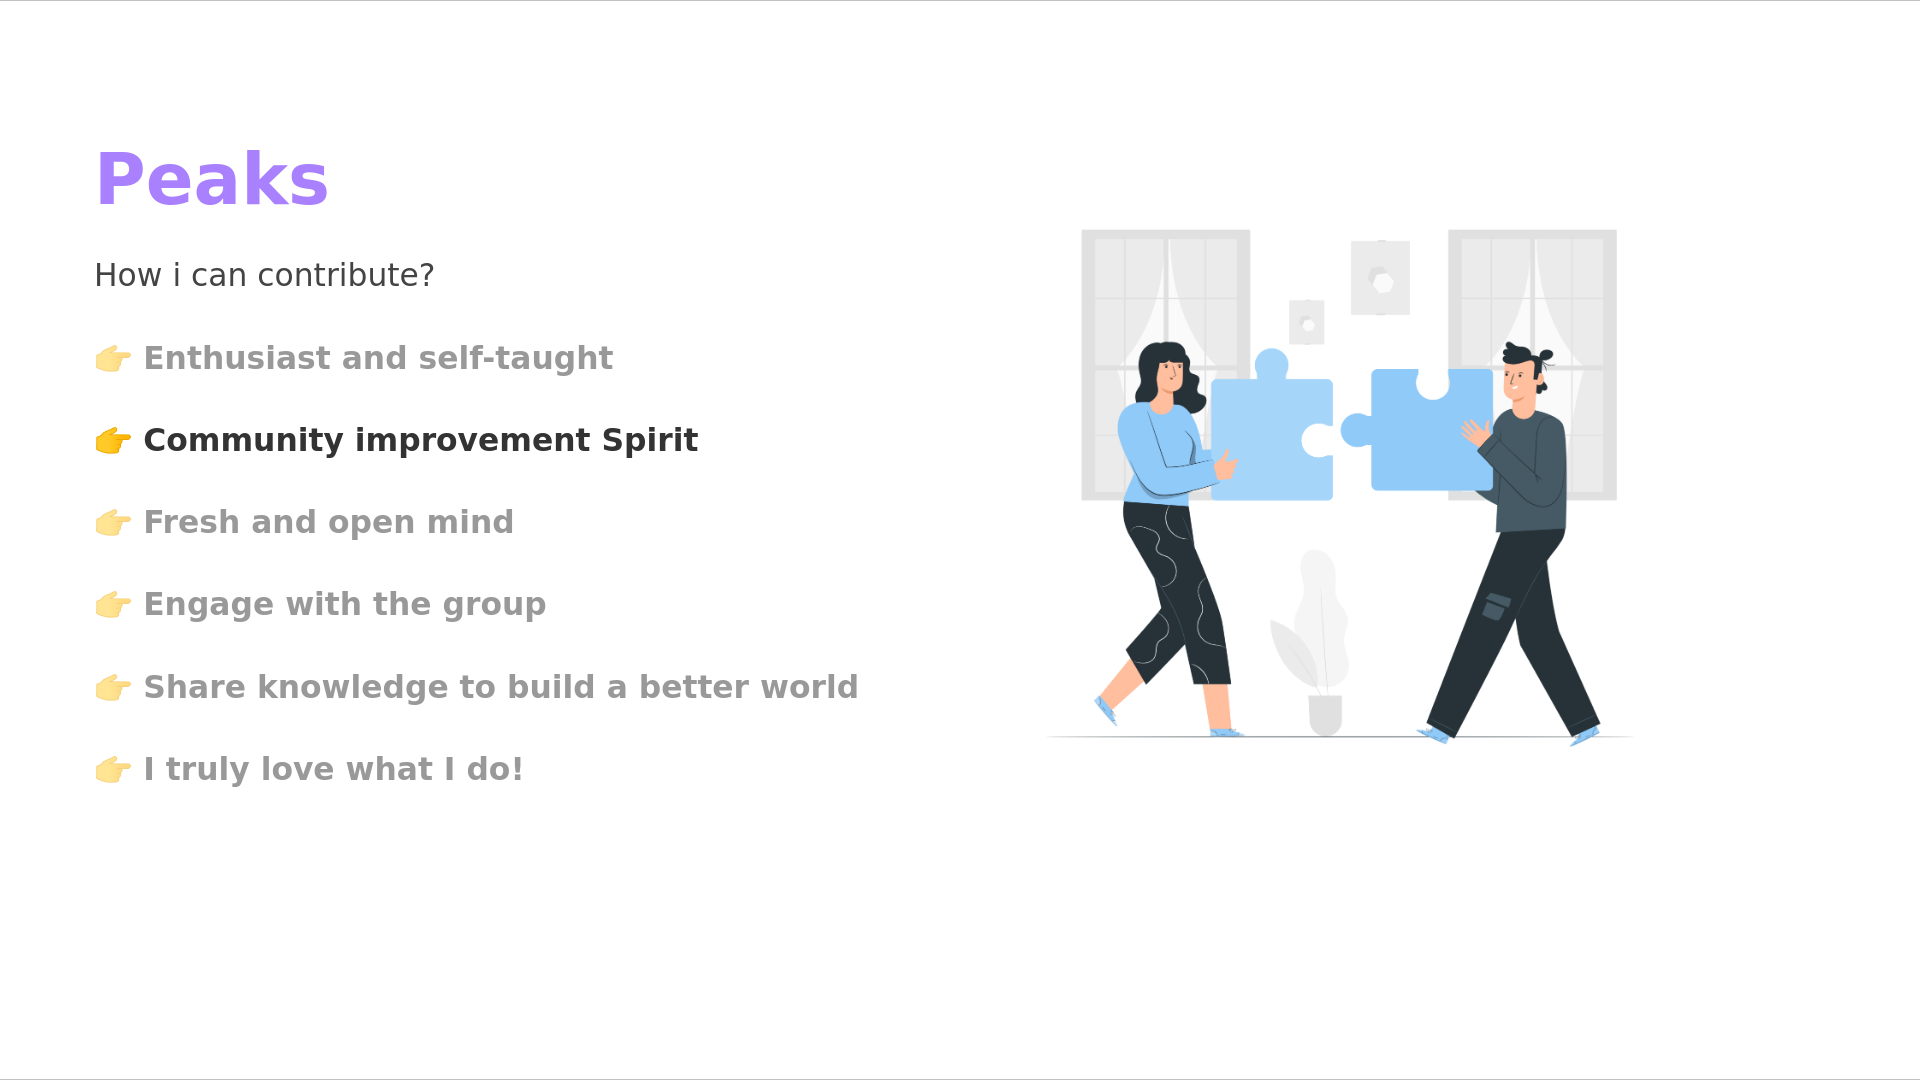 Peaks
How i can contribute?
👉 Enthusiast and self-taught
👉 Community improvement Spirit
👉 Fresh and open mind
👉 Engage with the group
👉 Share knowledge to build a better world
👉 I truly love what I do!